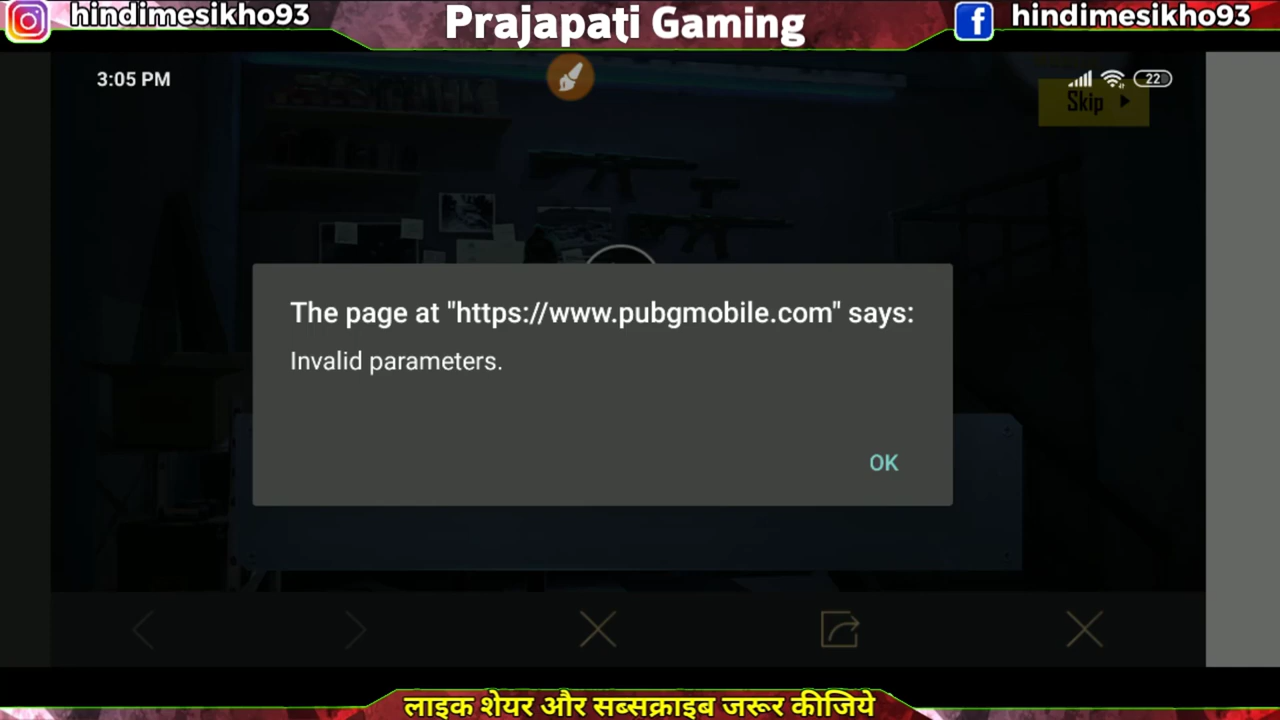 hindimesikho93
Prajapati Gaming
hindimesikho93
3:05 PM
22
Skip
The page at "https://www.pubgmobile.com" says:
Invalid parameters.
OK
लाइक शेयर और सब्सक्राइब जरूर कीजिये